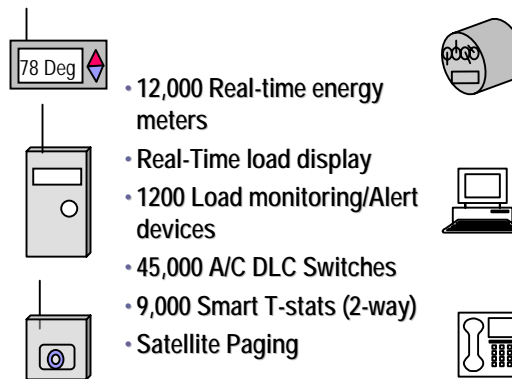 78 Deg
• 12,000 Real-time energy
meters
• Real-Time load display
• 1200 Load monitoring/Alert
devices
• 45,000 A/C DLC Switches
• 9,000 Smart T-stats (2-way)
• Satellite Paging